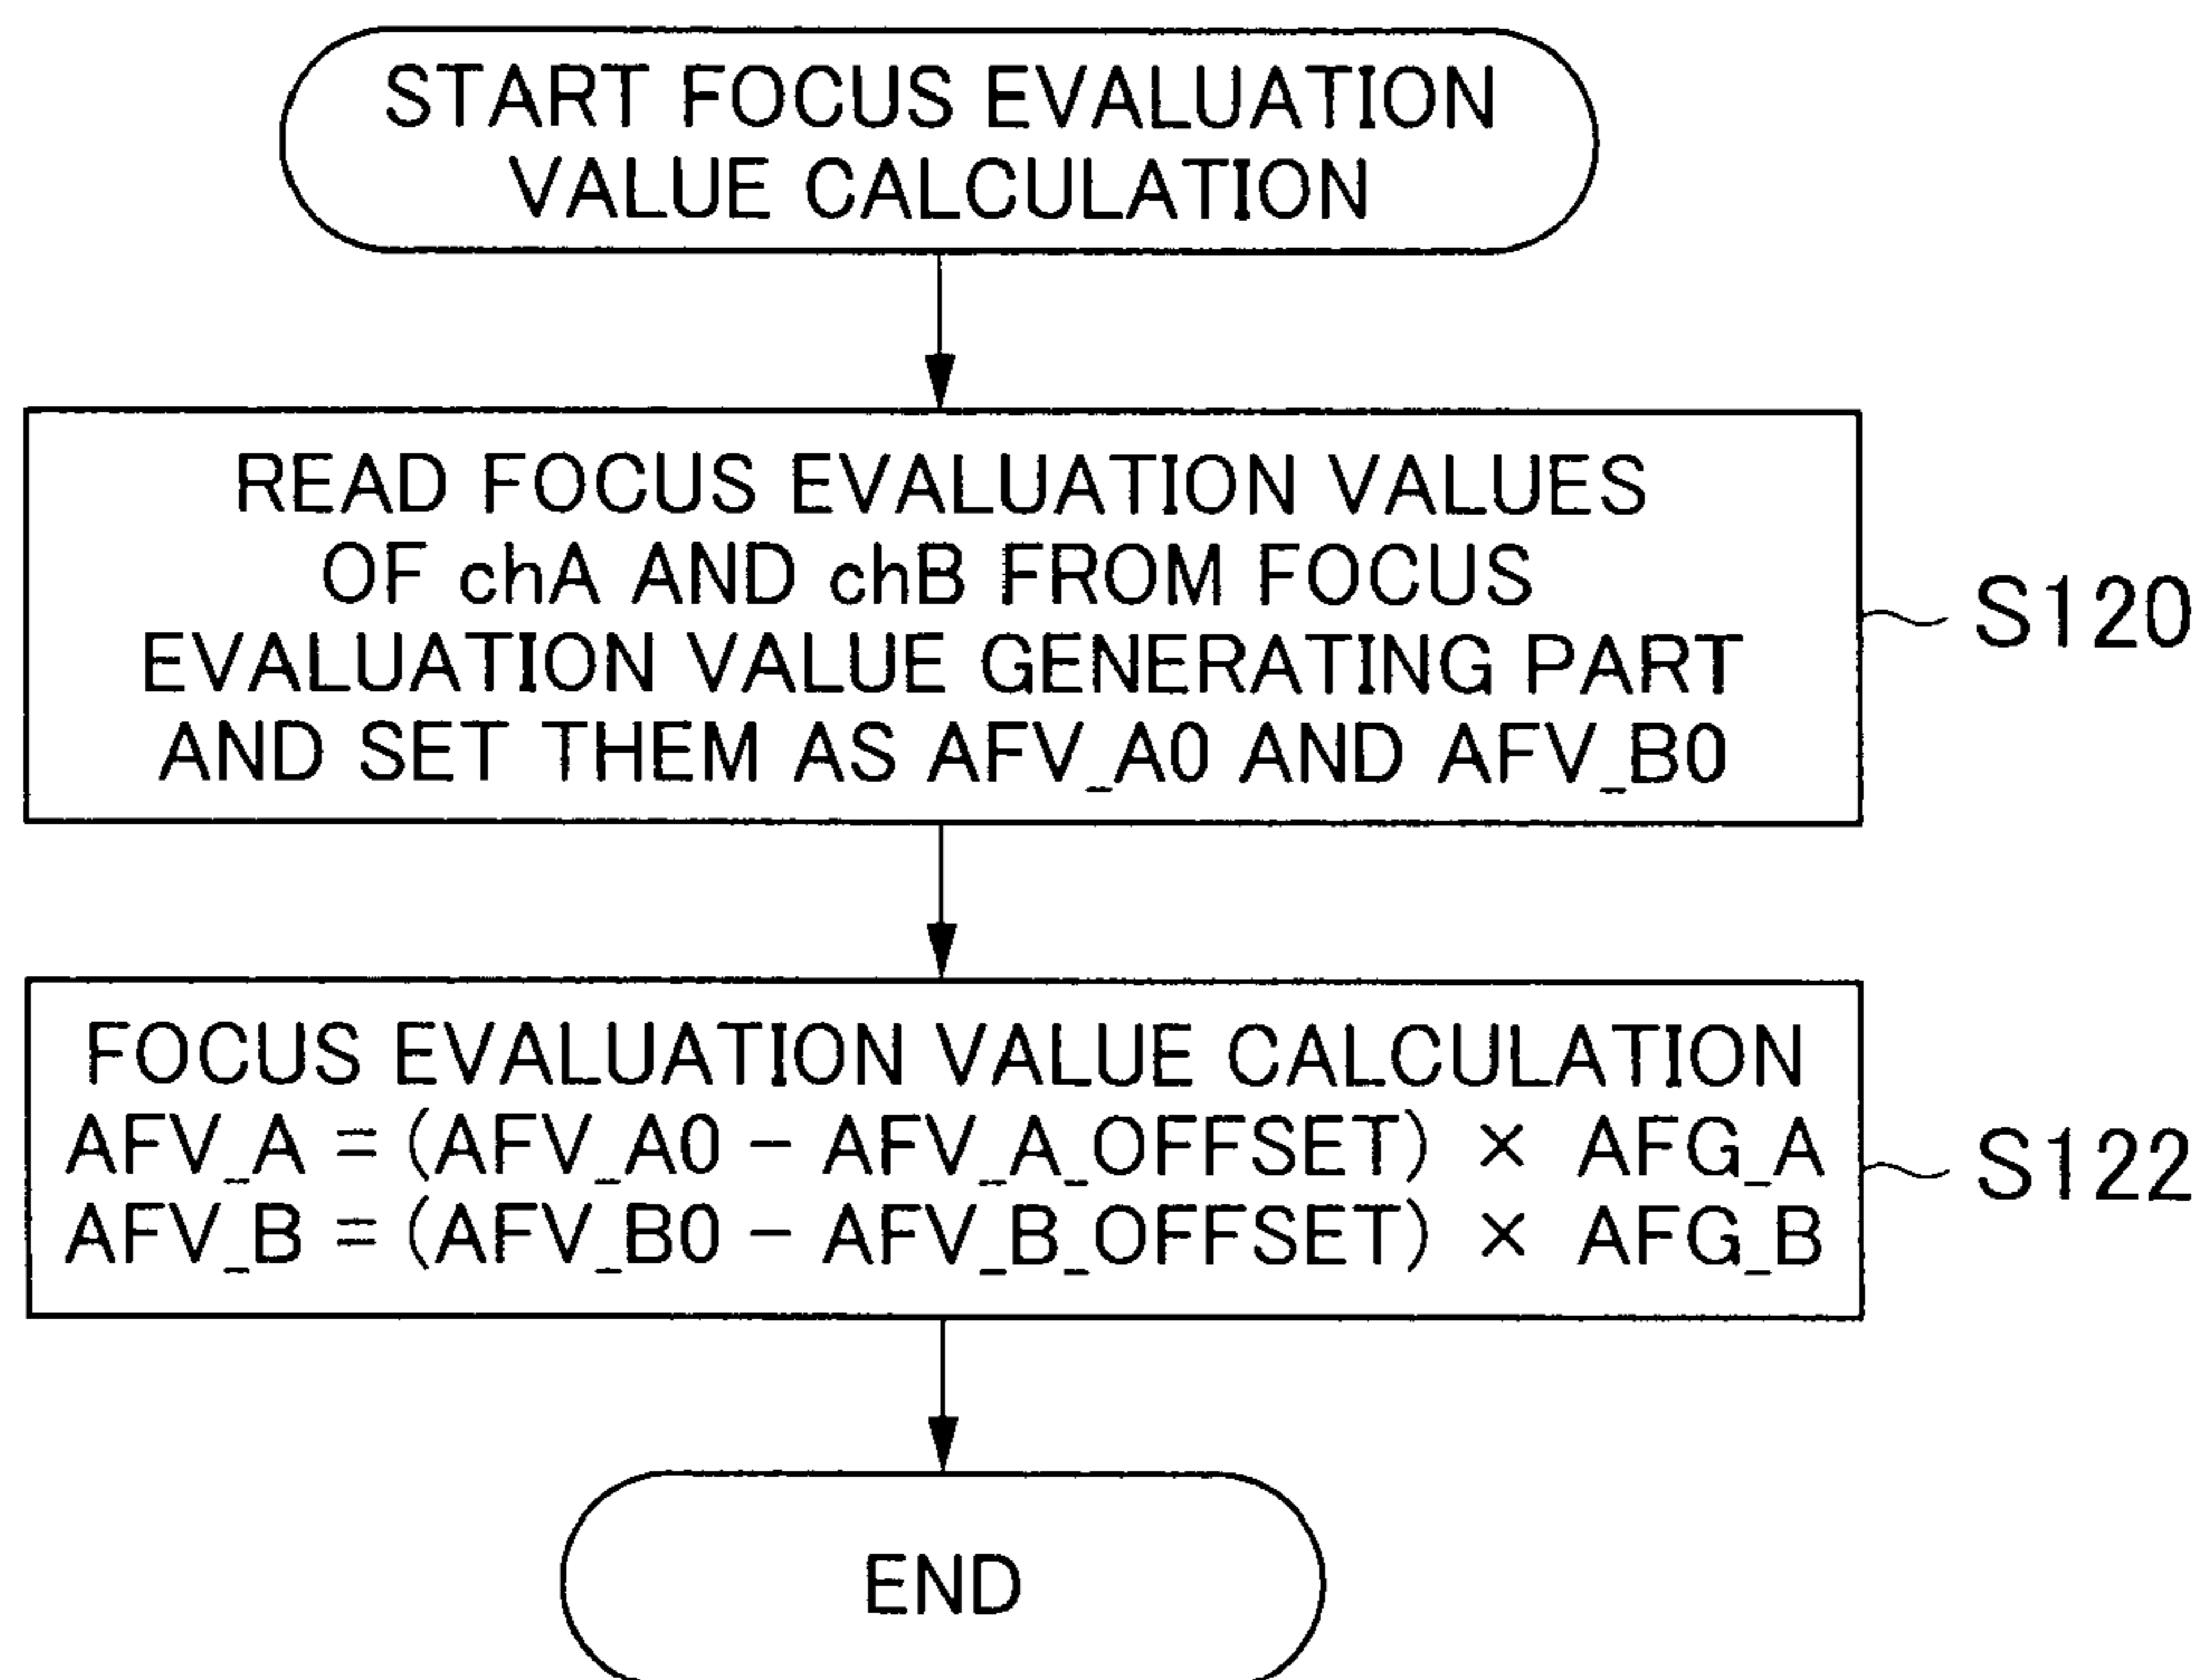 START FOCUS EVALUATION
VALUE CALCULATION
READ FOCUS EVALUATION VALUES
OF chA AND chB FROM FOCUS
EVALUATION VALUE GENERATING PART
AND SET THEM AS AFV_A0 AND AFV_B0
S120
FOCUS EVALUATION VALUE CALCULATION
AFV_A = (AFV_A0 − AFV_A_OFFSET) × AFG_A
AFV_B = (AFV_B0 − AFV_B_OFFSET) × AFG_B
S122
END